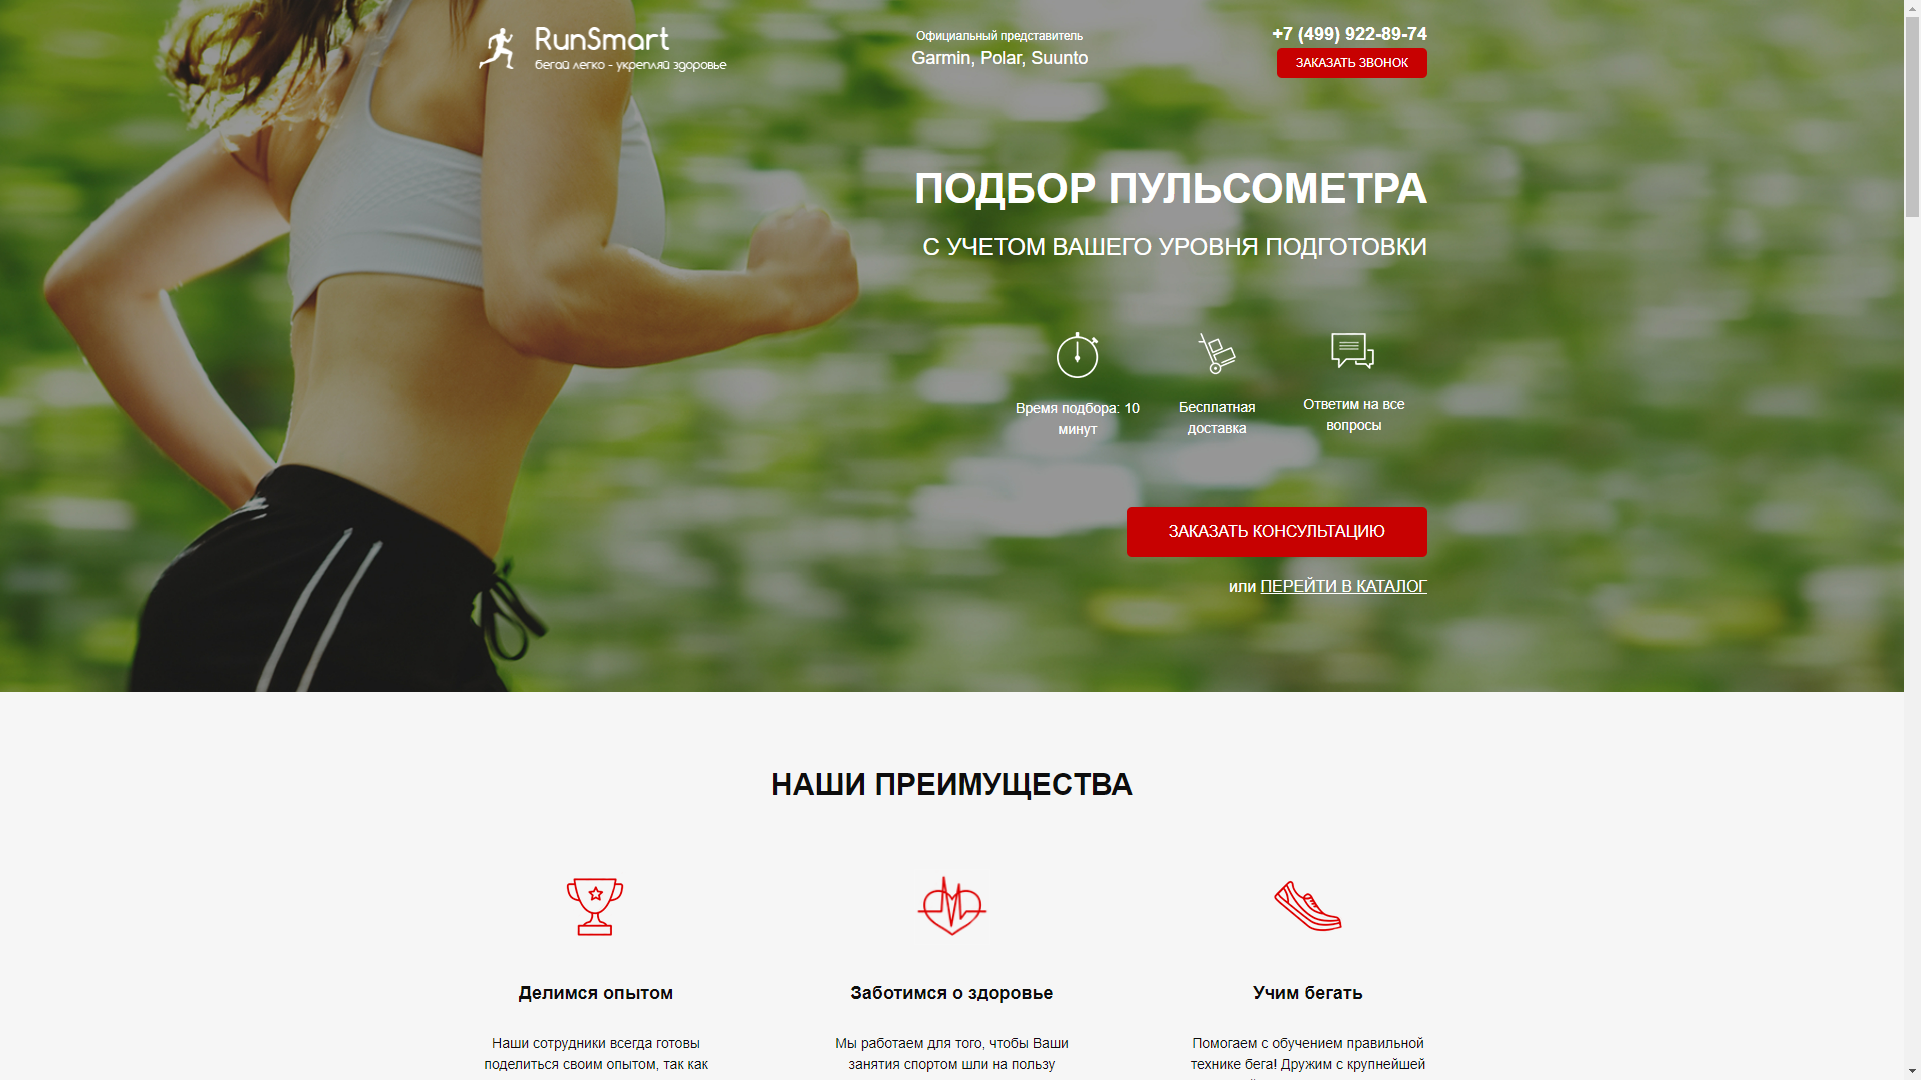 RunSmart
бегай легко - укрепляй здоровье
Официальный представитель
Garmin, Polar, Suunto
+7 (499) 922-89-74
ЗАКАЗАТЬ ЗВОНОК
ПОДБОР ПУЛЬСОМЕТРА
С УЧЕТОМ ВАШЕГО УРОВНЯ ПОДГОТОВКИ
Время подбора: 10
минут
Бесплатная
доставка
Ответим на все
вопросы
ЗАКАЗАТЬ КОНСУЛЬТАЦИЮ
или ПЕРЕЙТИ В КАТАЛОГ
НАШИ ПРЕИМУЩЕСТВА
Делимся опытом
Наши сотрудники всегда готовы
поделиться своим опытом, так как
Заботимся о здоровье
Мы работаем для того, чтобы Ваши
занятия спортом шли на пользу
Учим бегать
Помогаем с обучением правильной
технике бега! Дружим с крупнейшей